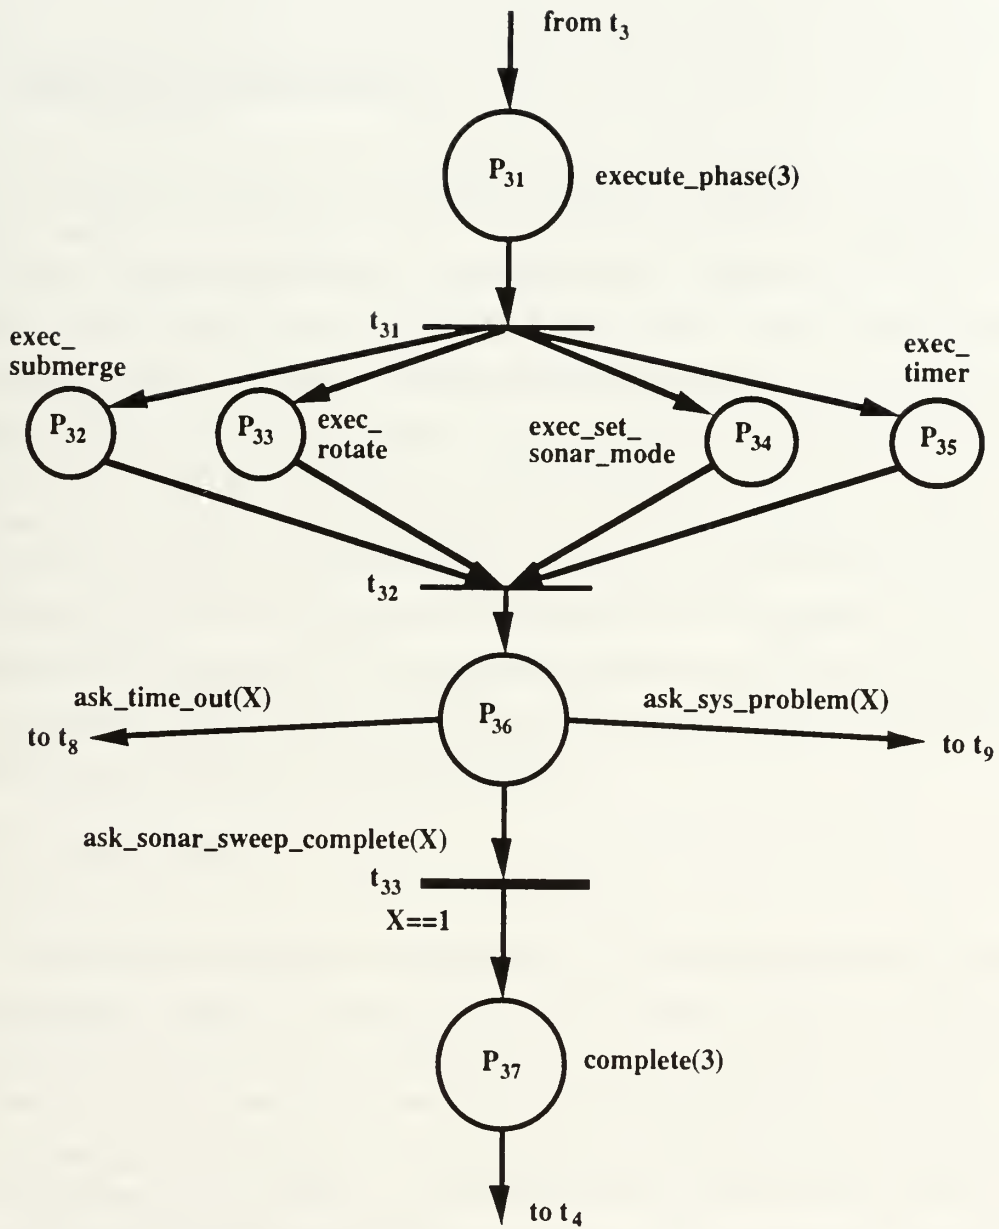 from t₃
P₃₁
execute_phase(3)
t₃₁
exec_
submerge
exec_
timer
P₃₂
P₃₃
exec_
rotate
exec_set_
sonar_mode
P₃₄
P₃₅
t₃₂
ask_time_out(X)
ask_sys_problem(X)
to t₈
P₃₆
to t₉
ask_sonar_sweep_complete(X)
t₃₃
X==1
P₃₇
complete(3)
to t₄